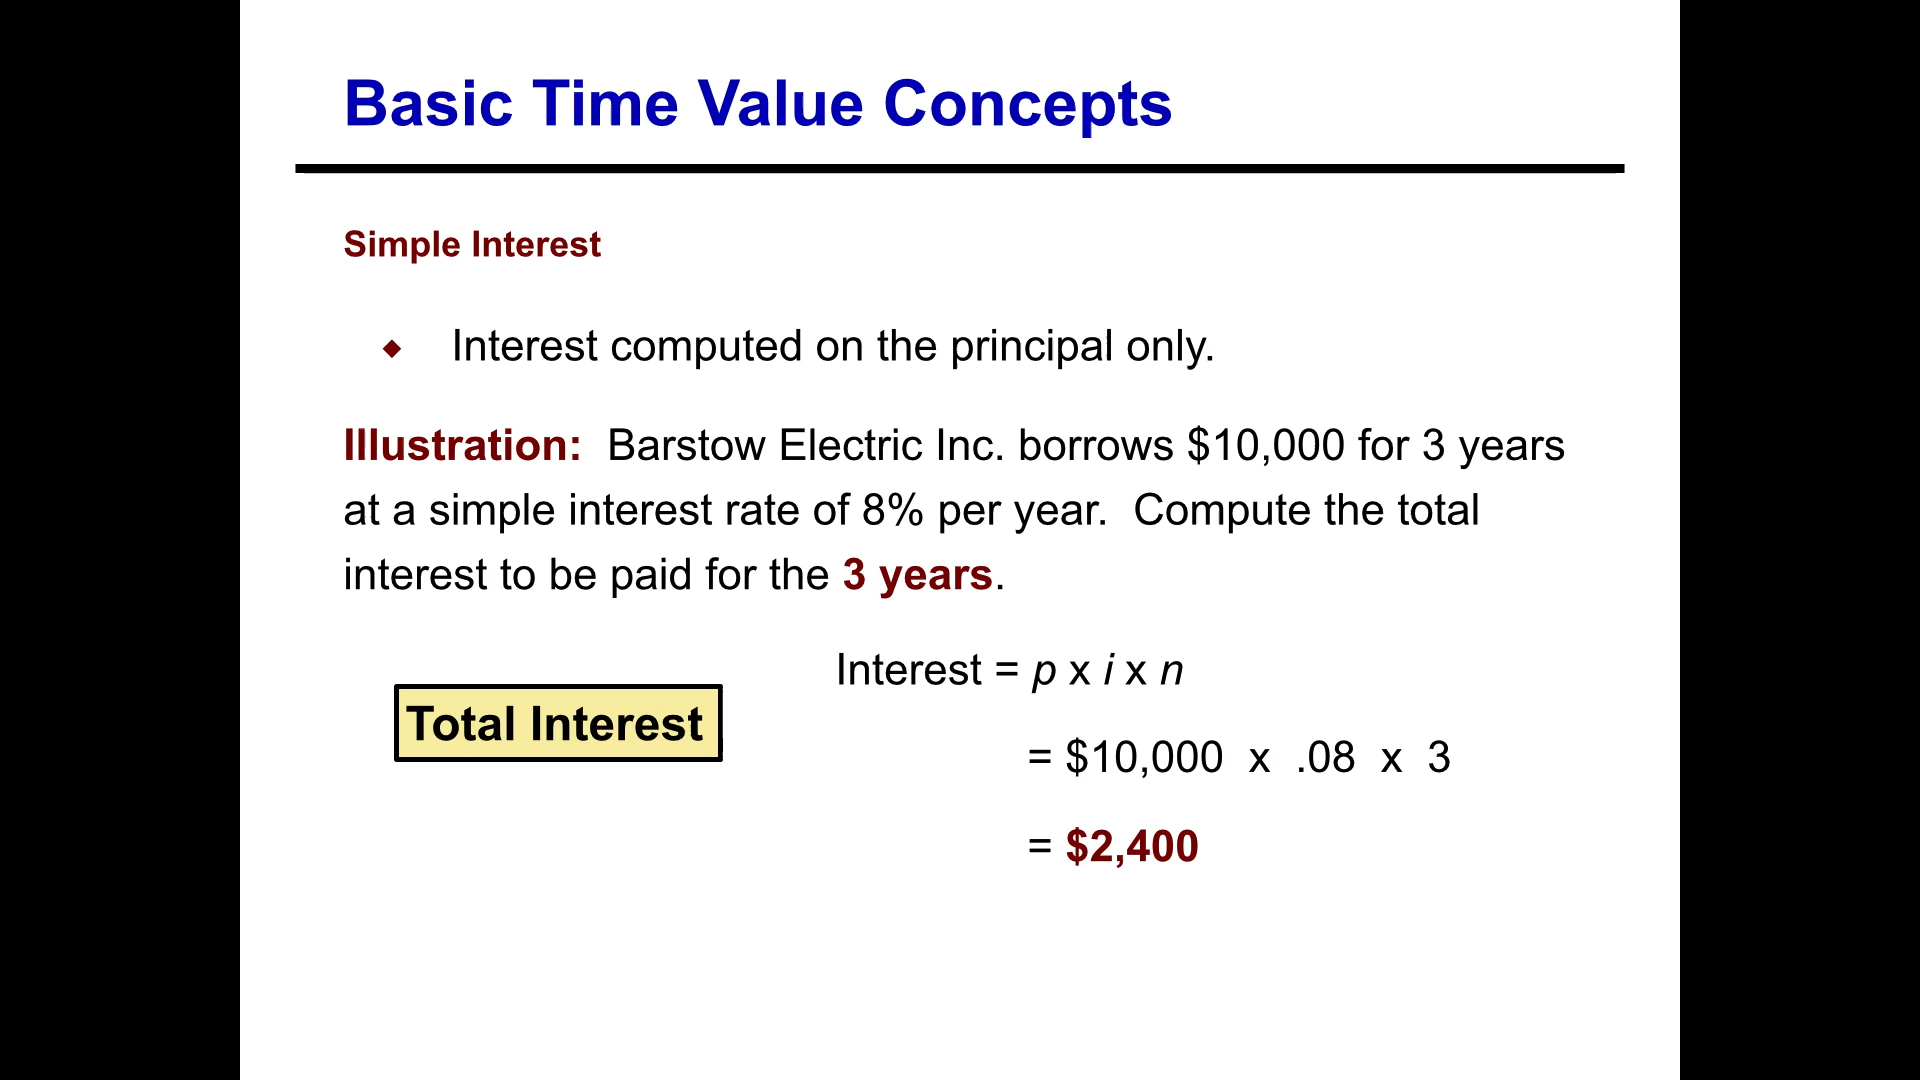 Basic Time Value Concepts
Simple Interest
◆ Interest computed on the principal only.
Illustration: Barstow Electric Inc. borrows $10,000 for 3 years
at a simple interest rate of 8% per year. Compute the total
interest to be paid for the 3 years.
Interest = p x i x n
Total Interest
= $10,000 x .08 x 3
= $2,400